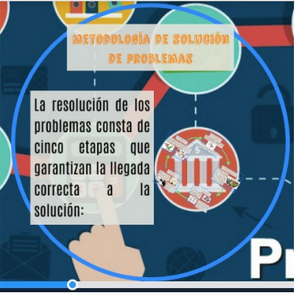 METODOLOGÍA DE SOLUCIÓN
DE PROBLEMAS
La resolución de los
problemas consta de
cinco etapas que
garantizan la llegada
correcta a la
solución:
Pr